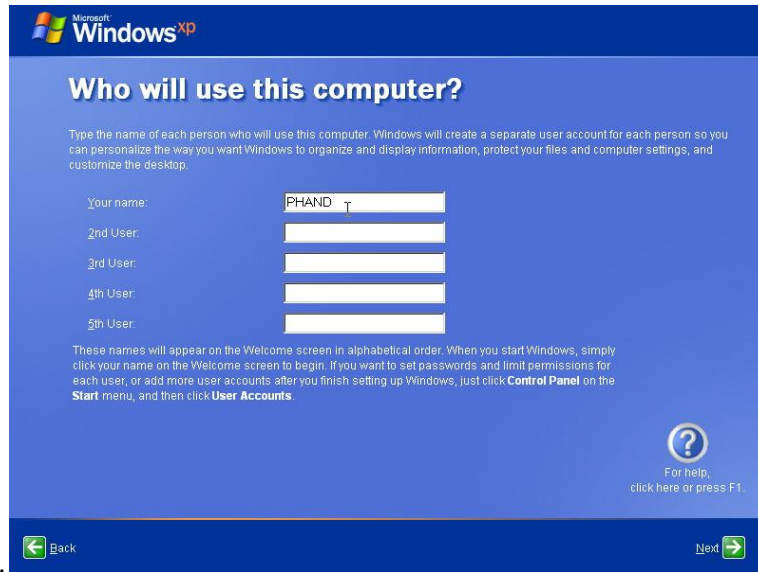 Microsoft
Windows xp
Who will use this computer?
Type the name of each person who will use this computer. Windows will create a separate user account for each person so you
can personalize the way you want Windows to organize and display information, protect your files and computer settings, and
customize the desktop.
Your name:
PHAND
2nd User:
3rd User:
4th User:
5th User:
These names will appear on the Welcome screen in alphabetical order. When you start Windows, simply
click your name on the Welcome screen to begin. If you want to set passwords and limit permissions for
each user, or add more user accounts after you finish setting up Windows, just click Control Panel on the
Start menu, and then click User Accounts.
?
For help,
click here or press F1.
Back
Next
.